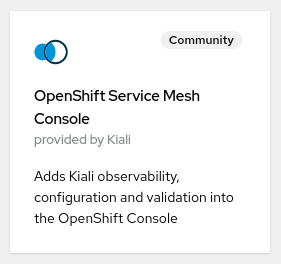 Community
OpenShift Service Mesh
Console
provided by Kiali
Adds Kiali observability,
configuration and validation into
the OpenShift Console